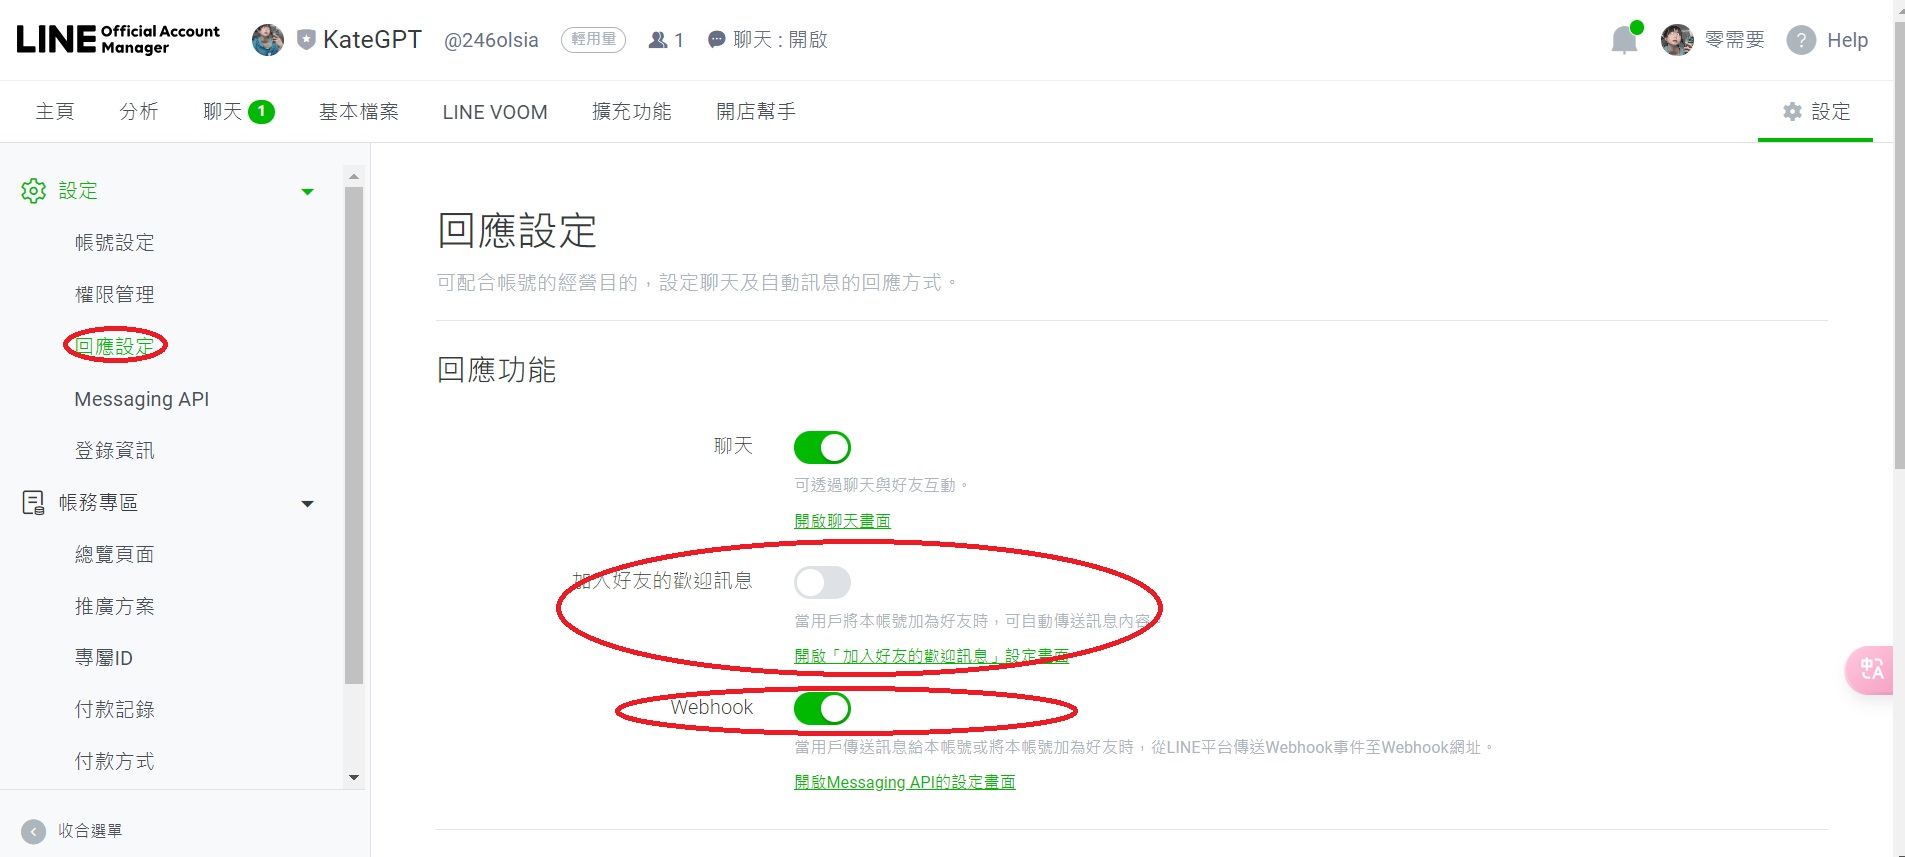 LINE Official Account Manager
KateGPT @246olsia 輕用量 1 聊天 : 開啟
零需要 ? Help
主頁 分析 聊天 1 基本檔案 LINE VOOM 擴充功能 開店幫手 設定
設定
帳號設定
權限管理
回應設定
Messaging API
登錄資訊
帳務專區
總覽頁面
推廣方案
專屬ID
付款記錄
付款方式
收合選單
回應設定
可配合帳號的經營目的，設定聊天及自動訊息的回應方式。
回應功能
聊天
可透過聊天與好友互動。
開啟聊天畫面
加入好友的歡迎訊息
當用戶將本帳號加為好友時，可自動傳送訊息內容。
開啟「加入好友的歡迎訊息」設定畫面
Webhook
當用戶傳送訊息給本帳號或將本帳號加為好友時，從LINE平台傳送Webhook事件至Webhook網址。
開啟Messaging API的設定畫面
中A